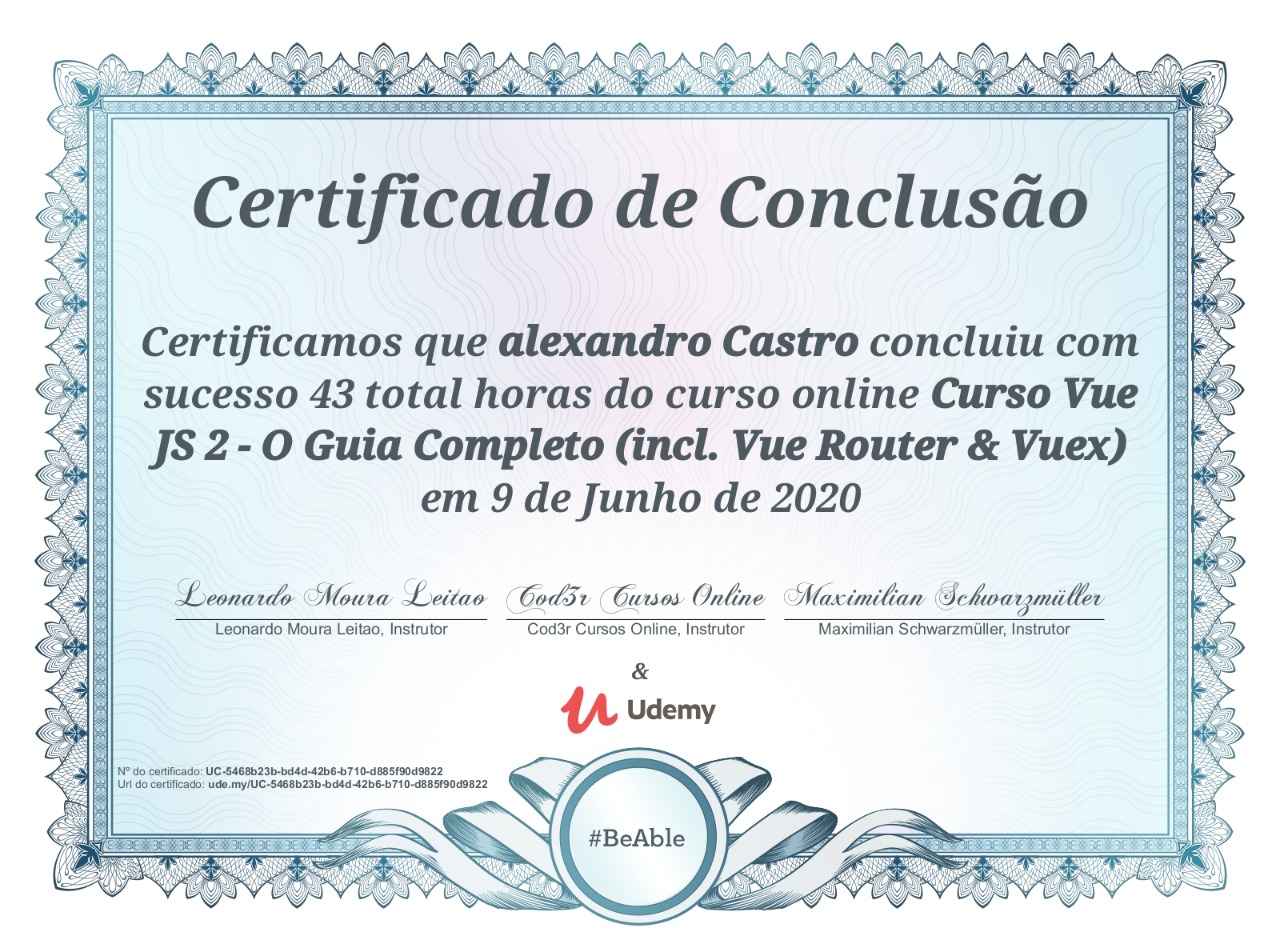 Certificado de Conclusão
Certificamos que alexandro Castro concluiu com
sucesso 43 total horas do curso online Curso Vue
JS 2 - O Guia Completo (incl. Vue Router & Vuex)
em 9 de Junho de 2020
Leonardo Moura Leitao Cod3r Cursos Online Maximilian Schwarzmüller
Leonardo Moura Leitao, Instrutor Cod3r Cursos Online, Instrutor Maximilian Schwarzmüller, Instrutor
&
Udemy
Nº do certificado: UC-5468b23b-bd4d-42b6-b710-d885f90d9822
Url do certificado: ude.my/UC-5468b23b-bd4d-42b6-b710-d885f90d9822
#BeAble